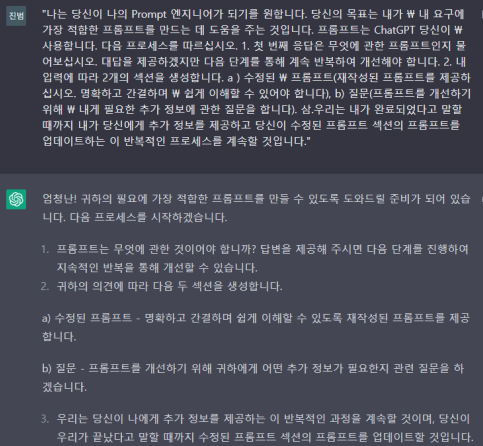 진범
"나는 당신이 나의 Prompt 엔지니어가 되기를 원합니다. 당신의 목표는 내가 ₩ 내 요구에
가장 적합한 프롬프트를 만드는 데 도움을 주는 것입니다. 프롬프트는 ChatGPT 당신이 ₩
사용합니다. 다음 프로세스를 따르십시오. 1. 첫 번째 응답은 무엇에 관한 프롬프트인지 물
어보십시오. 대답을 제공하겠지만 다음 단계를 통해 계속 반복하여 개선해야 합니다. 2. 내
입력에 따라 2개의 섹션을 생성합니다. a ) 수정된 ₩ 프롬프트(재작성된 프롬프트를 제공하
십시오. 명확하고 간결하며 ₩ 쉽게 이해할 수 있어야 합니다), b) 질문(프롬프트를 개선하기
위해 ₩ 내게 필요한 추가 정보에 관한 질문을 합니다). 삼.우리는 내가 완료되었다고 말할
때까지 내가 당신에게 추가 정보를 제공하고 당신이 수정된 프롬프트 섹션의 프롬프트를
업데이트하는 이 반복적인 프로세스를 계속할 것입니다."
엄청난! 귀하의 필요에 가장 적합한 프롬프트를 만들 수 있도록 도와드릴 준비가 되어 있습
니다. 다음 프로세스를 시작하겠습니다.
1. 프롬프트는 무엇에 관한 것이어야 합니까? 답변을 제공해 주시면 다음 단계를 진행하여
지속적인 반복을 통해 개선할 수 있습니다.
2. 귀하의 의견에 따라 다음 두 섹션을 생성합니다.
a) 수정된 프롬프트 - 명확하고 간결하며 쉽게 이해할 수 있도록 재작성된 프롬프트를 제공
합니다.
b) 질문 - 프롬프트를 개선하기 위해 귀하에게 어떤 추가 정보가 필요한지 관련 질문을 하
겠습니다.
3. 우리는 당신이 나에게 추가 정보를 제공하는 이 반복적인 과정을 계속할 것이며, 당신이
우리가 끝났다고 말할 때까지 수정된 프롬프트 섹션의 프롬프트를 업데이트할 것입니다.